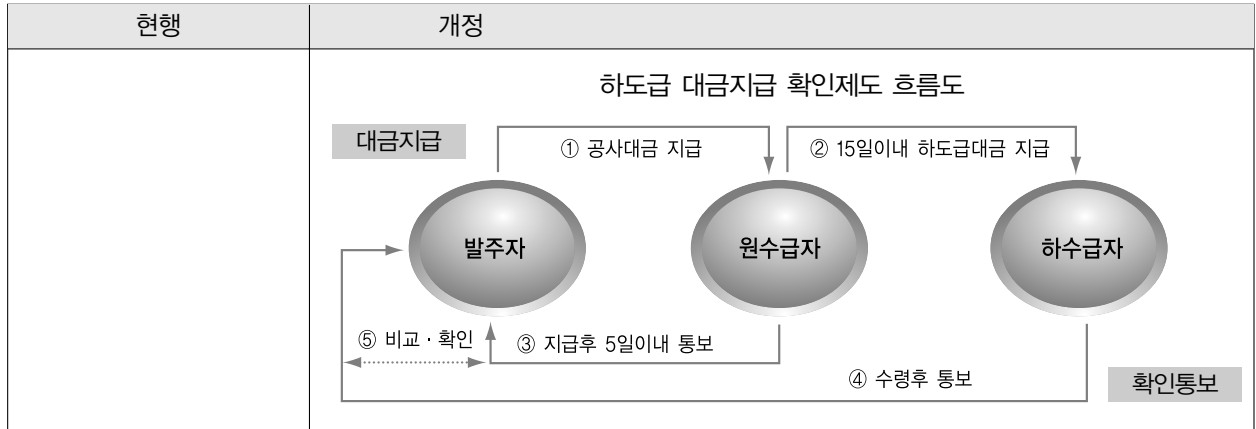 현행 개정
하도급 대금지급 확인제도 흐름도
대금지급
① 공사대금 지급 ② 15일이내 하도급대금 지급
발주자 원수급자 하수급자
⑤ 비교·확인 ③ 지급후 5일이내 통보
④ 수령후 통보 확인통보